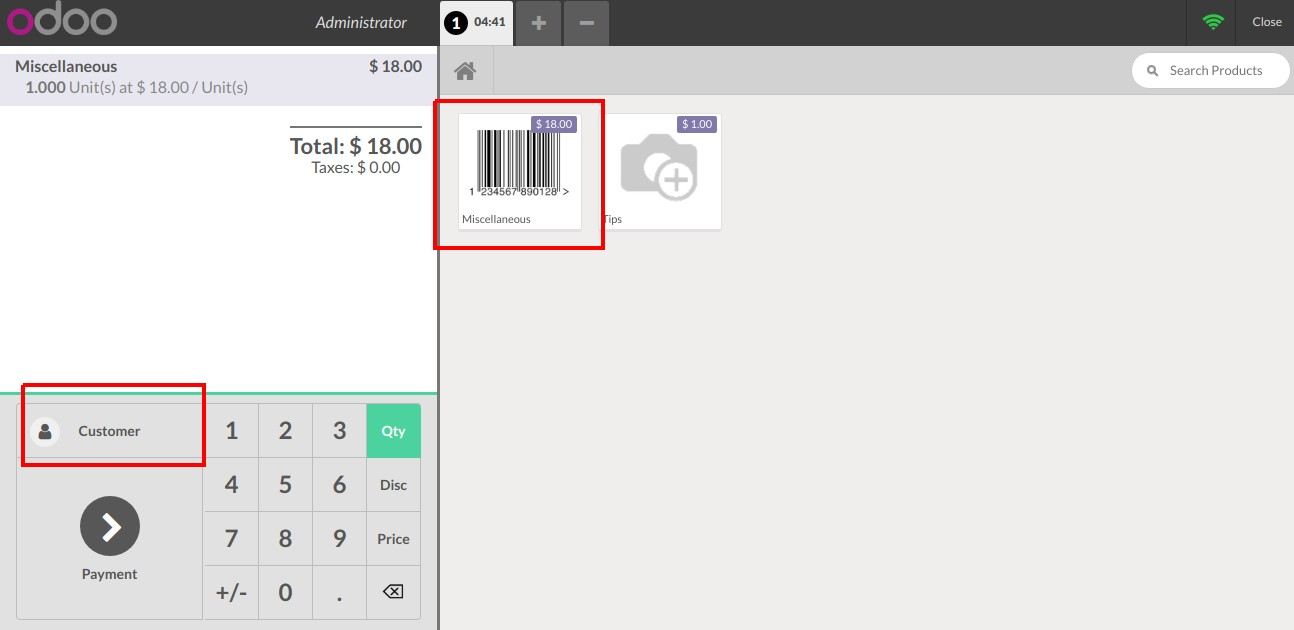 odoo
Administrator
1 04:41
+ −
Close
Search Products
Miscellaneous $ 18.00
1.000 Unit(s) at $ 18.00 / Unit(s)
Total: $ 18.00
Taxes: $ 0.00
$ 18.00
1 234567 890128 >
Miscellaneous
$ 1.00
Tips
Customer
1 2 3 Qty
4 5 6 Disc
7 8 9 Price
+/- 0 .
Payment